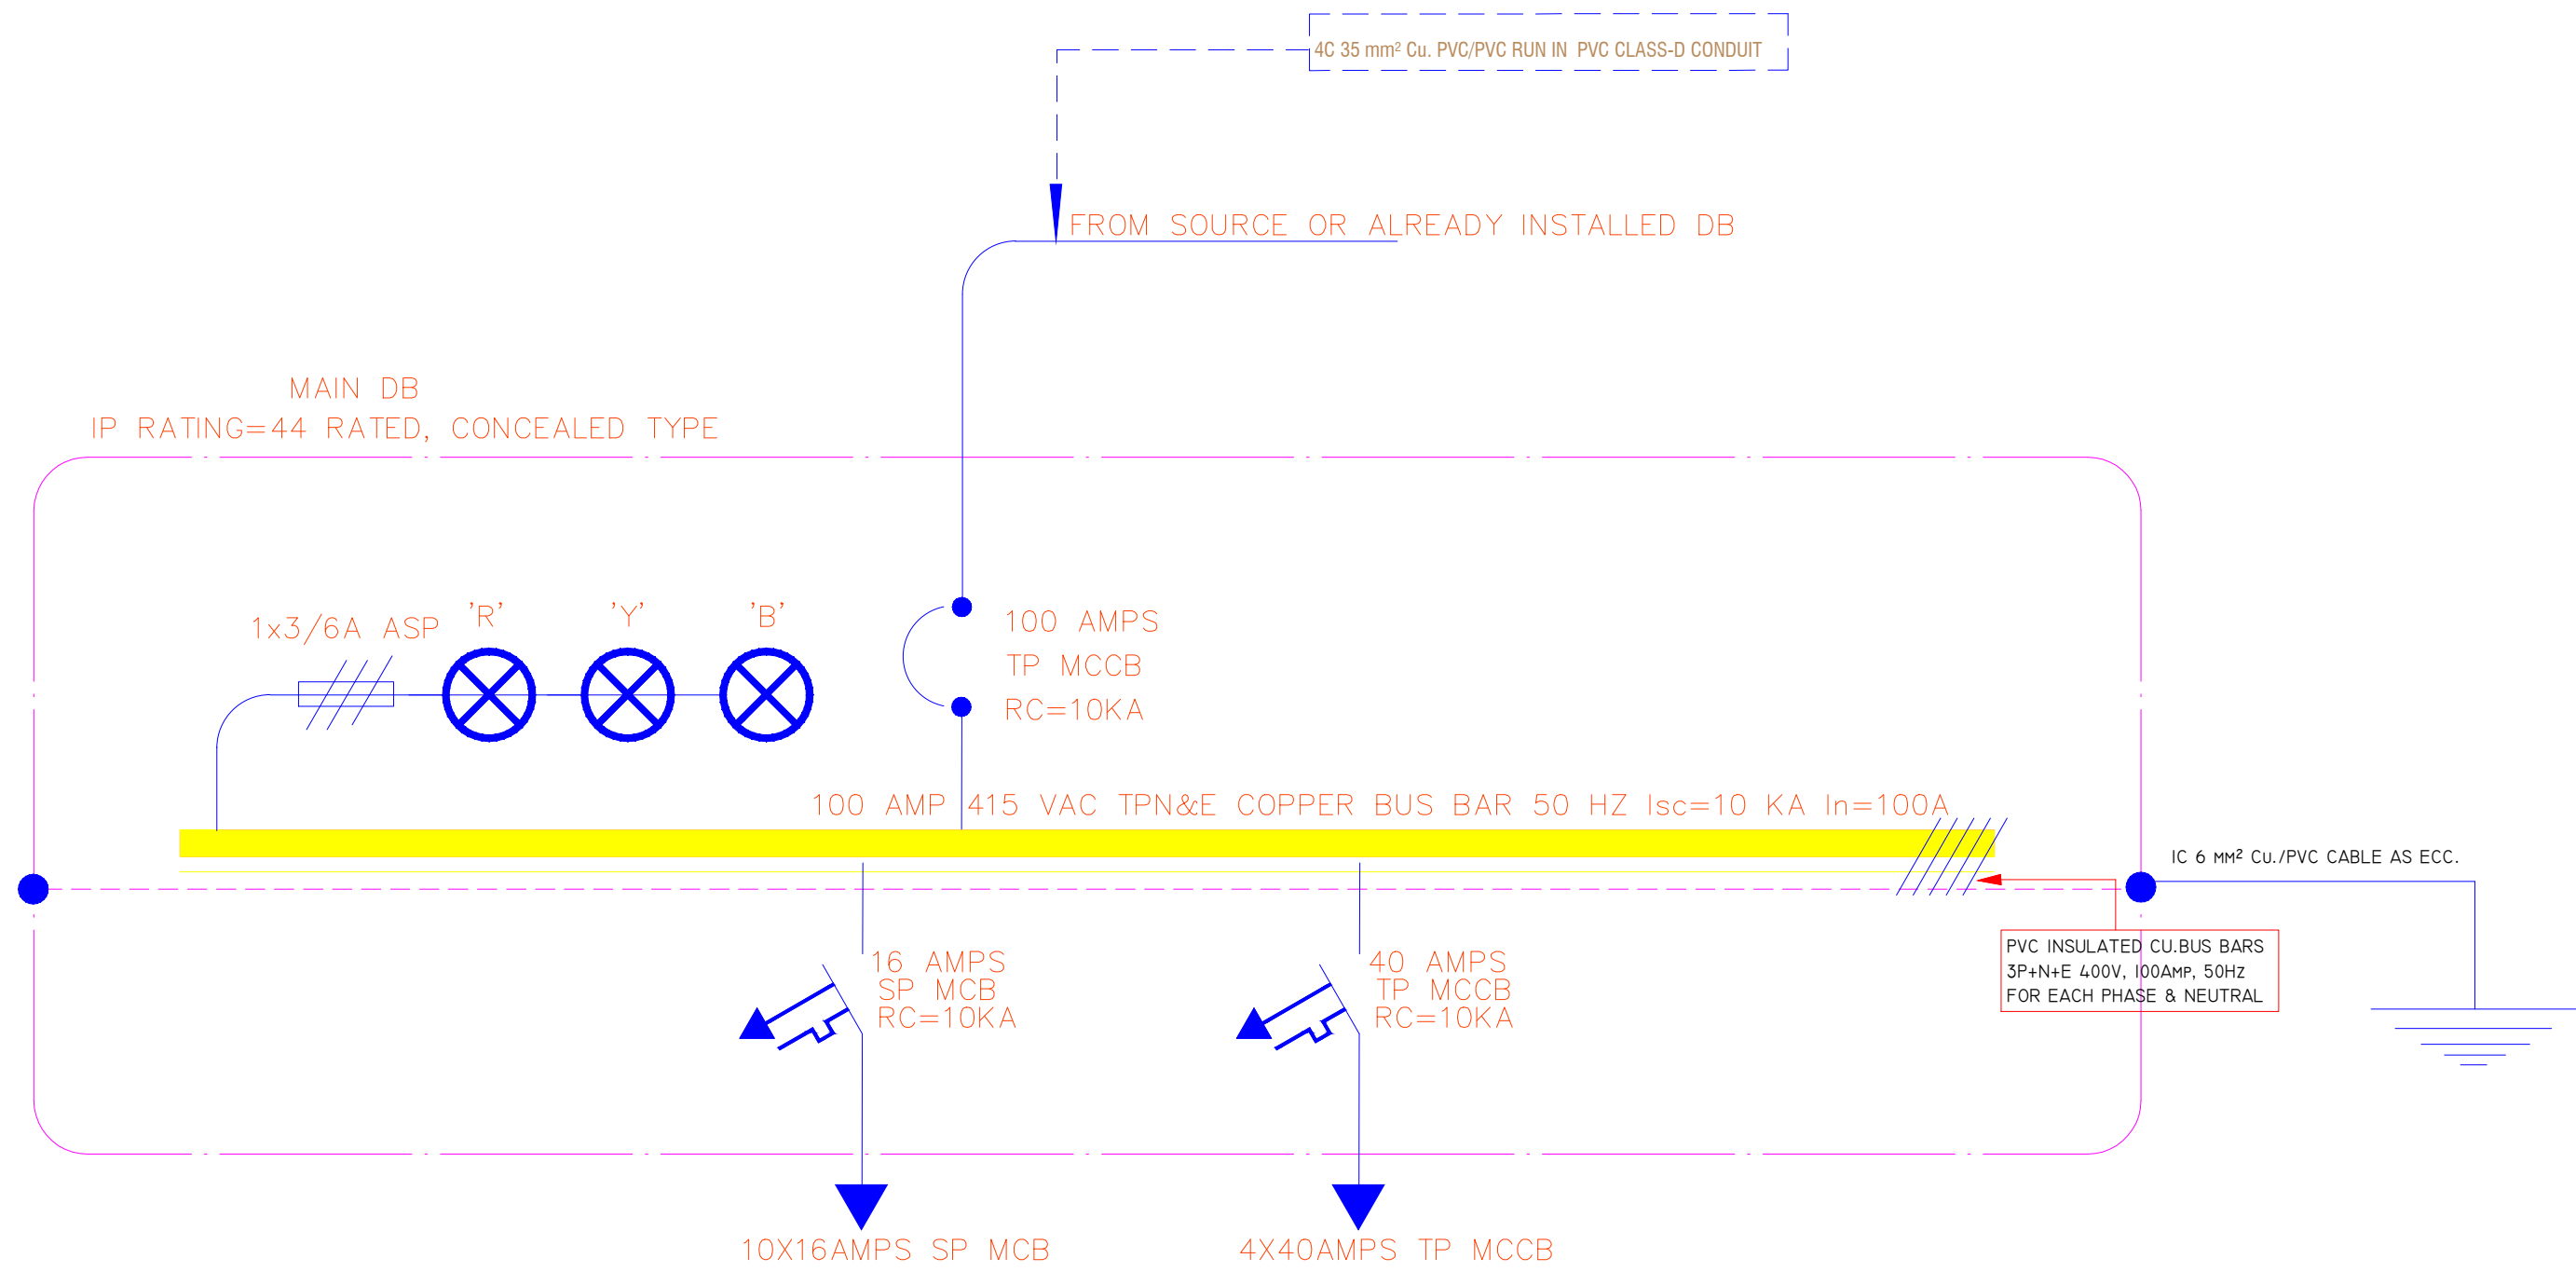 4C 35 mm² Cu. PVC/PVC RUN IN PVC CLASS-D CONDUIT
FROM SOURCE OR ALREADY INSTALLED DB
MAIN DB
IP RATING=44 RATED, CONCEALED TYPE
1x3/6A ASP
'R'
'Y'
'B'
100 AMPS
TP MCCB
RC=10KA
100 AMP 415 VAC TPN&E COPPER BUS BAR 50 HZ Isc=10 KA In=100A
IC 6 MM² CU./PVC CABLE AS ECC.
PVC INSULATED CU.BUS BARS
3P+N+E 400V, 100AMP, 50HZ
FOR EACH PHASE & NEUTRAL
16 AMPS
SP MCB
RC=10KA
40 AMPS
TP MCCB
RC=10KA
10X16AMPS SP MCB
4X40AMPS TP MCCB